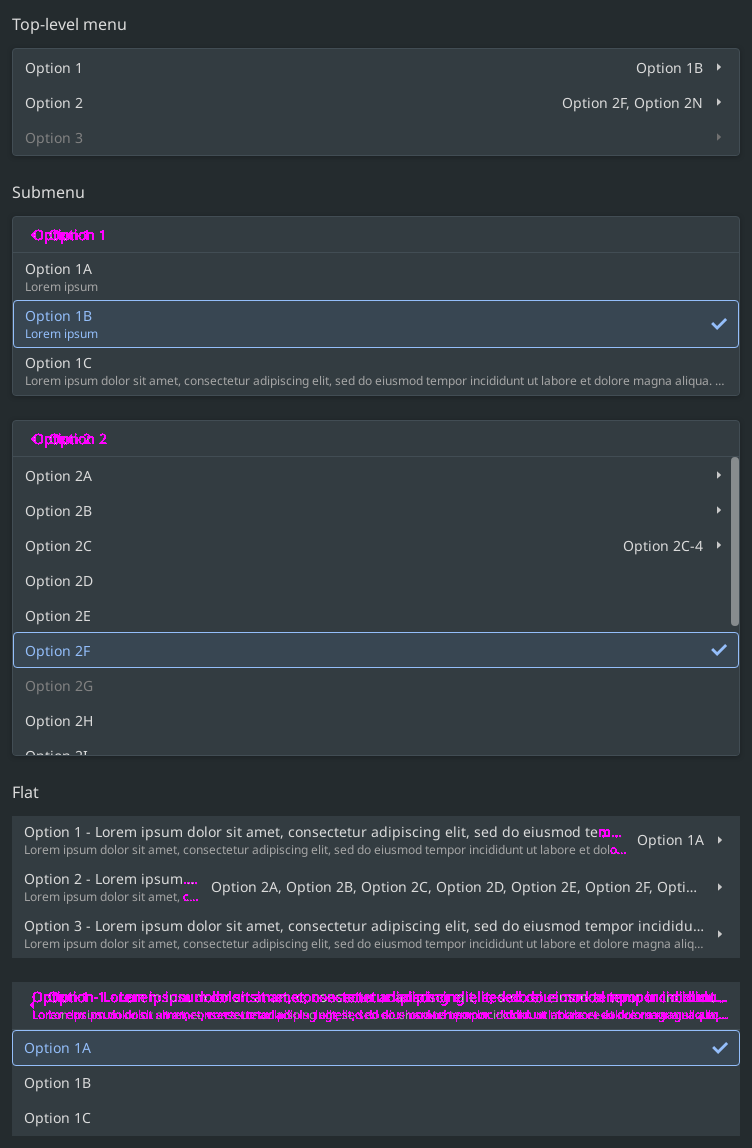 Top-level menu
Option 1 Option 1B
Option 2 Option 2F, Option 2N
Option 3
Submenu
Option 1
Option 1A
Lorem ipsum
Option 1B
Lorem ipsum
Option 1C
Lorem ipsum dolor sit amet, consectetur adipiscing elit, sed do eiusmod tempor incididunt ut labore et dolore magna aliqua. ...
Option 2
Option 2A
Option 2B
Option 2C Option 2C-4
Option 2D
Option 2E
Option 2F
Option 2G
Option 2H
Flat
Option 1 - Lorem ipsum dolor sit amet, consectetur adipiscing elit, sed do eiusmod tem... Option 1A
Lorem ipsum dolor sit amet, consectetur adipiscing elit, sed do eiusmod tempor incididunt ut labore et dolo...
Option 2 - Lorem ipsum... Option 2A, Option 2B, Option 2C, Option 2D, Option 2E, Option 2F, Opti...
Lorem ipsum dolor sit amet, c...
Option 3 - Lorem ipsum dolor sit amet, consectetur adipiscing elit, sed do eiusmod tempor incididu...
Lorem ipsum dolor sit amet, consectetur adipiscing elit, sed do eiusmod tempor incididunt ut labore et dolore magna aliq...
Option 1A
Option 1B
Option 1C